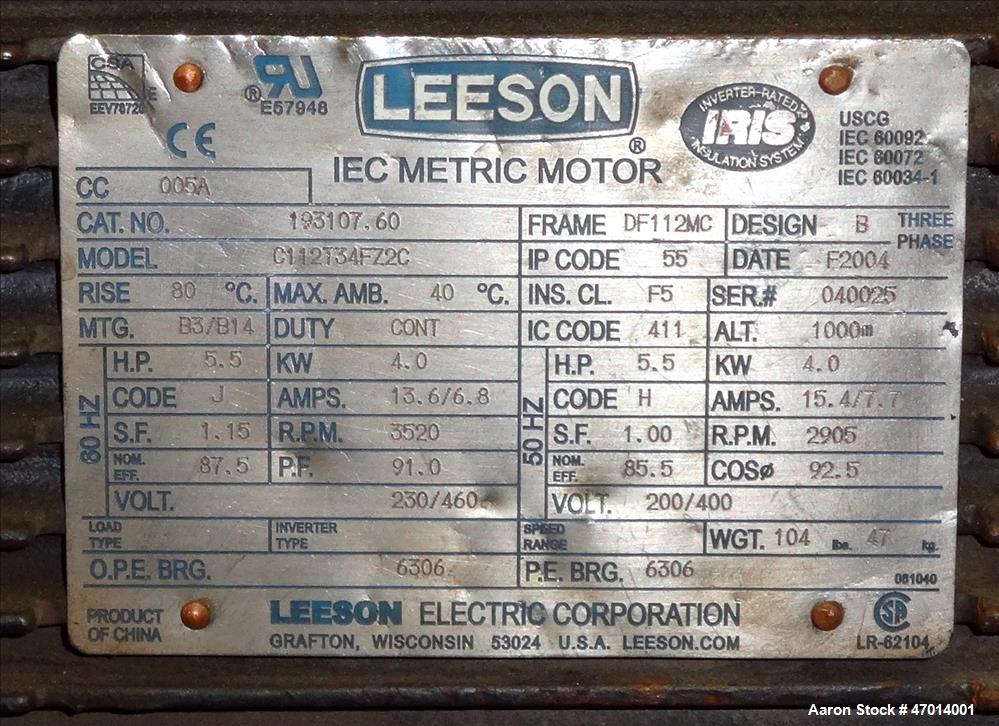 CSA
EEV78720 E
® E57948
CE
LEESON ®
IEC METRIC MOTOR
INVERTER-RATED
IRIS
INSULATION SYSTEM
USCG
IEC 60092
IEC 60072
IEC 60034-1
CC 005A
CAT. NO. 193107.60 FRAME DF112MC DESIGN B THREE PHASE
MODEL C112T34FZ2C IP CODE 55 DATE F2004
RISE 80 °C. MAX. AMB. 40 °C. INS. CL. F5 SER.# 040025
MTG. B3/B14 DUTY CONT IC CODE 411 ALT. 1000m
60 HZ
H.P. 5.5 KW 4.0
CODE J AMPS. 13.6/6.8
S.F. 1.15 R.P.M. 3520
NOM. EFF. 87.5 P.F. 91.0
VOLT. 230/460
50 HZ
H.P. 5.5 KW 4.0
CODE H AMPS. 15.4/7.7
S.F. 1.00 R.P.M. 2905
NOM. EFF. 85.5 COSø 92.5
VOLT. 200/400
LOAD TYPE INVERTER TYPE SPEED RANGE WGT. 104 lbs. 47 kg.
O.P.E. BRG. 6306 P.E. BRG. 6306
061040
PRODUCT OF CHINA
LEESON ELECTRIC CORPORATION
GRAFTON, WISCONSIN 53024 U.S.A. LEESON.COM
LR-62104
Aaron Stock # 47014001